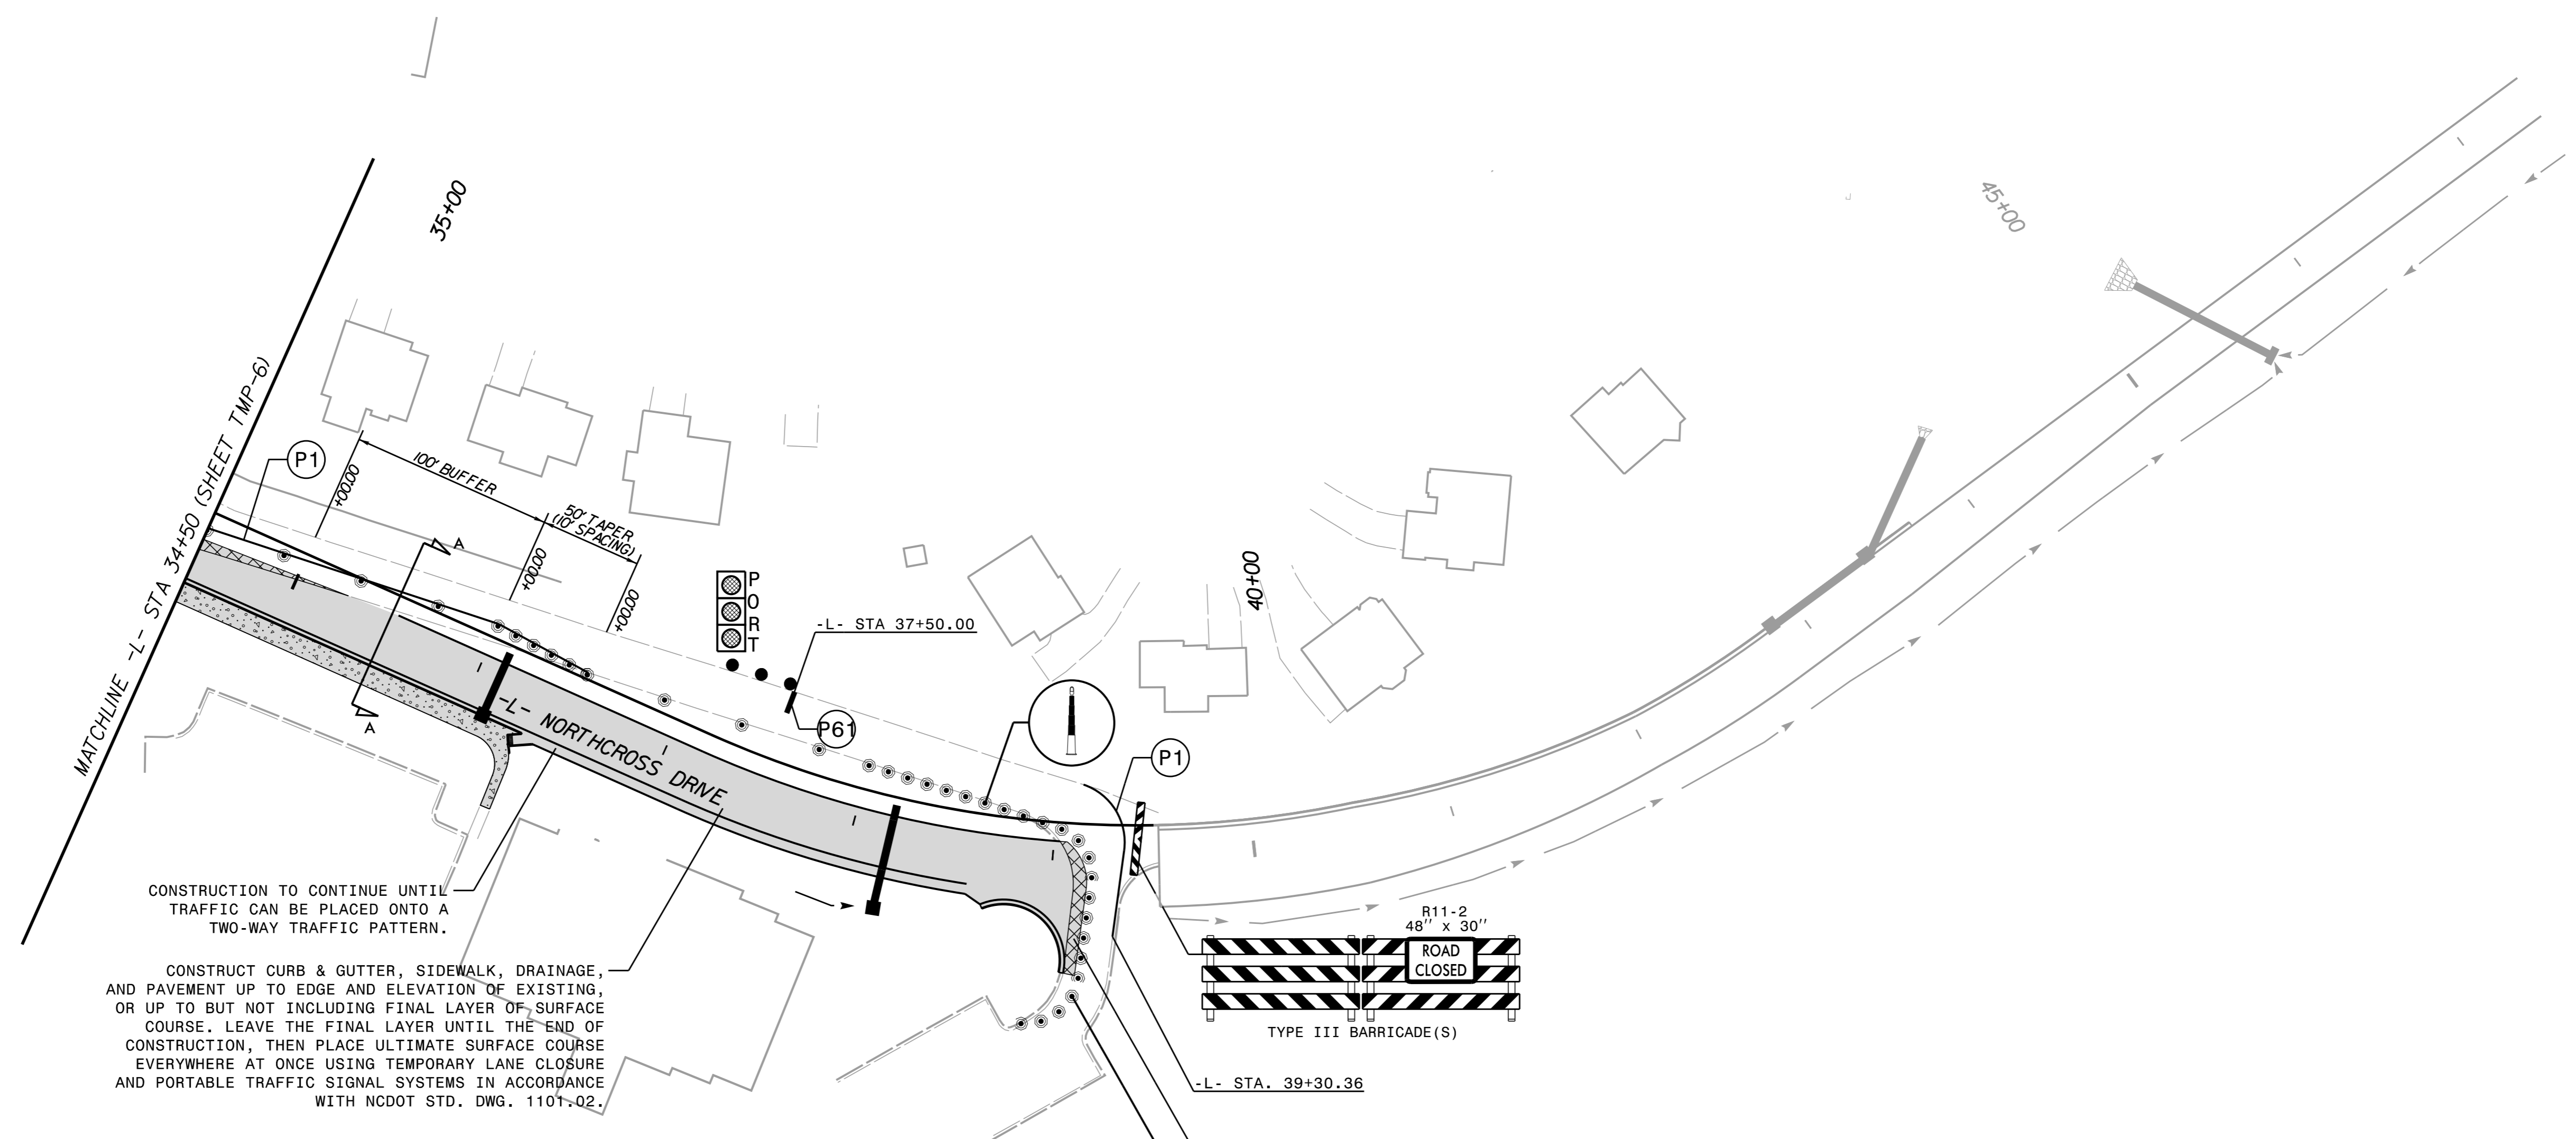 35+00
45+00
MATCHLINE -L- STA 34+50 (SHEET TMP-6)
P1
+00.00
100' BUFFER
+00.00
50' TAPER
(10' SPACING)
+00.00
A
A
PORT
-L- STA 37+50.00
P61
40+00
P1
-L- NORTHCROSS DRIVE
CONSTRUCTION TO CONTINUE UNTIL
TRAFFIC CAN BE PLACED ONTO A
TWO-WAY TRAFFIC PATTERN.
CONSTRUCT CURB & GUTTER, SIDEWALK, DRAINAGE,
AND PAVEMENT UP TO EDGE AND ELEVATION OF EXISTING,
OR UP TO BUT NOT INCLUDING FINAL LAYER OF SURFACE
COURSE. LEAVE THE FINAL LAYER UNTIL THE END OF
CONSTRUCTION, THEN PLACE ULTIMATE SURFACE COURSE
EVERYWHERE AT ONCE USING TEMPORARY LANE CLOSURE
AND PORTABLE TRAFFIC SIGNAL SYSTEMS IN ACCORDANCE
WITH NCDOT STD. DWG. 1101.02.
R11-2
48'' x 30''
ROAD
CLOSED
TYPE III BARRICADE(S)
-L- STA. 39+30.36